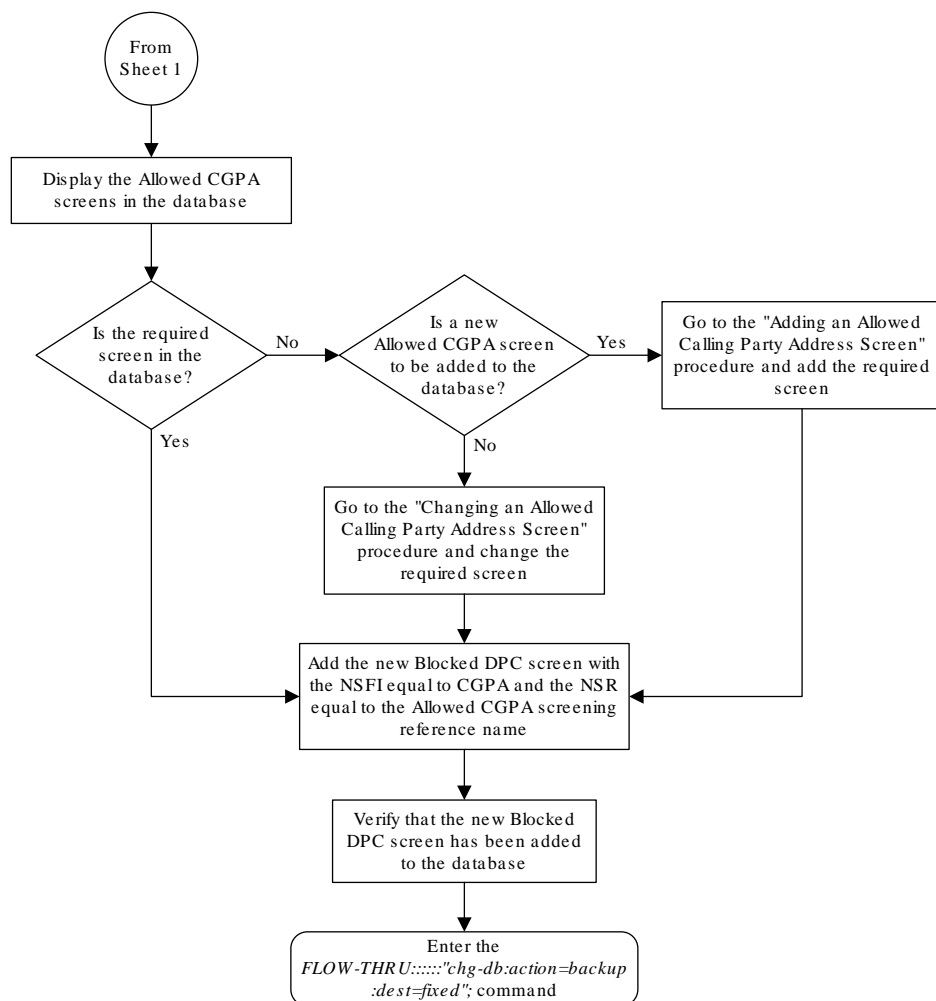 From
Sheet 1
Display the Allowed CGPA
screens in the database
Is the required
screen in the
database?
No
Is a new
Allowed CGPA screen
to be added to the
database?
Yes
Go to the "Adding an Allowed
Calling Party Address Screen"
procedure and add the required
screen
Yes
No
Go to the "Changing an Allowed
Calling Party Address Screen"
procedure and change the
required screen
Add the new Blocked DPC screen with
the NSFI equal to CGPA and the NSR
equal to the Allowed CGPA screening
reference name
Verify that the new Blocked
DPC screen has been added
to the database
Enter the
FLOW-THRU::::::"chg-db:action=backup
:dest=fixed"; command